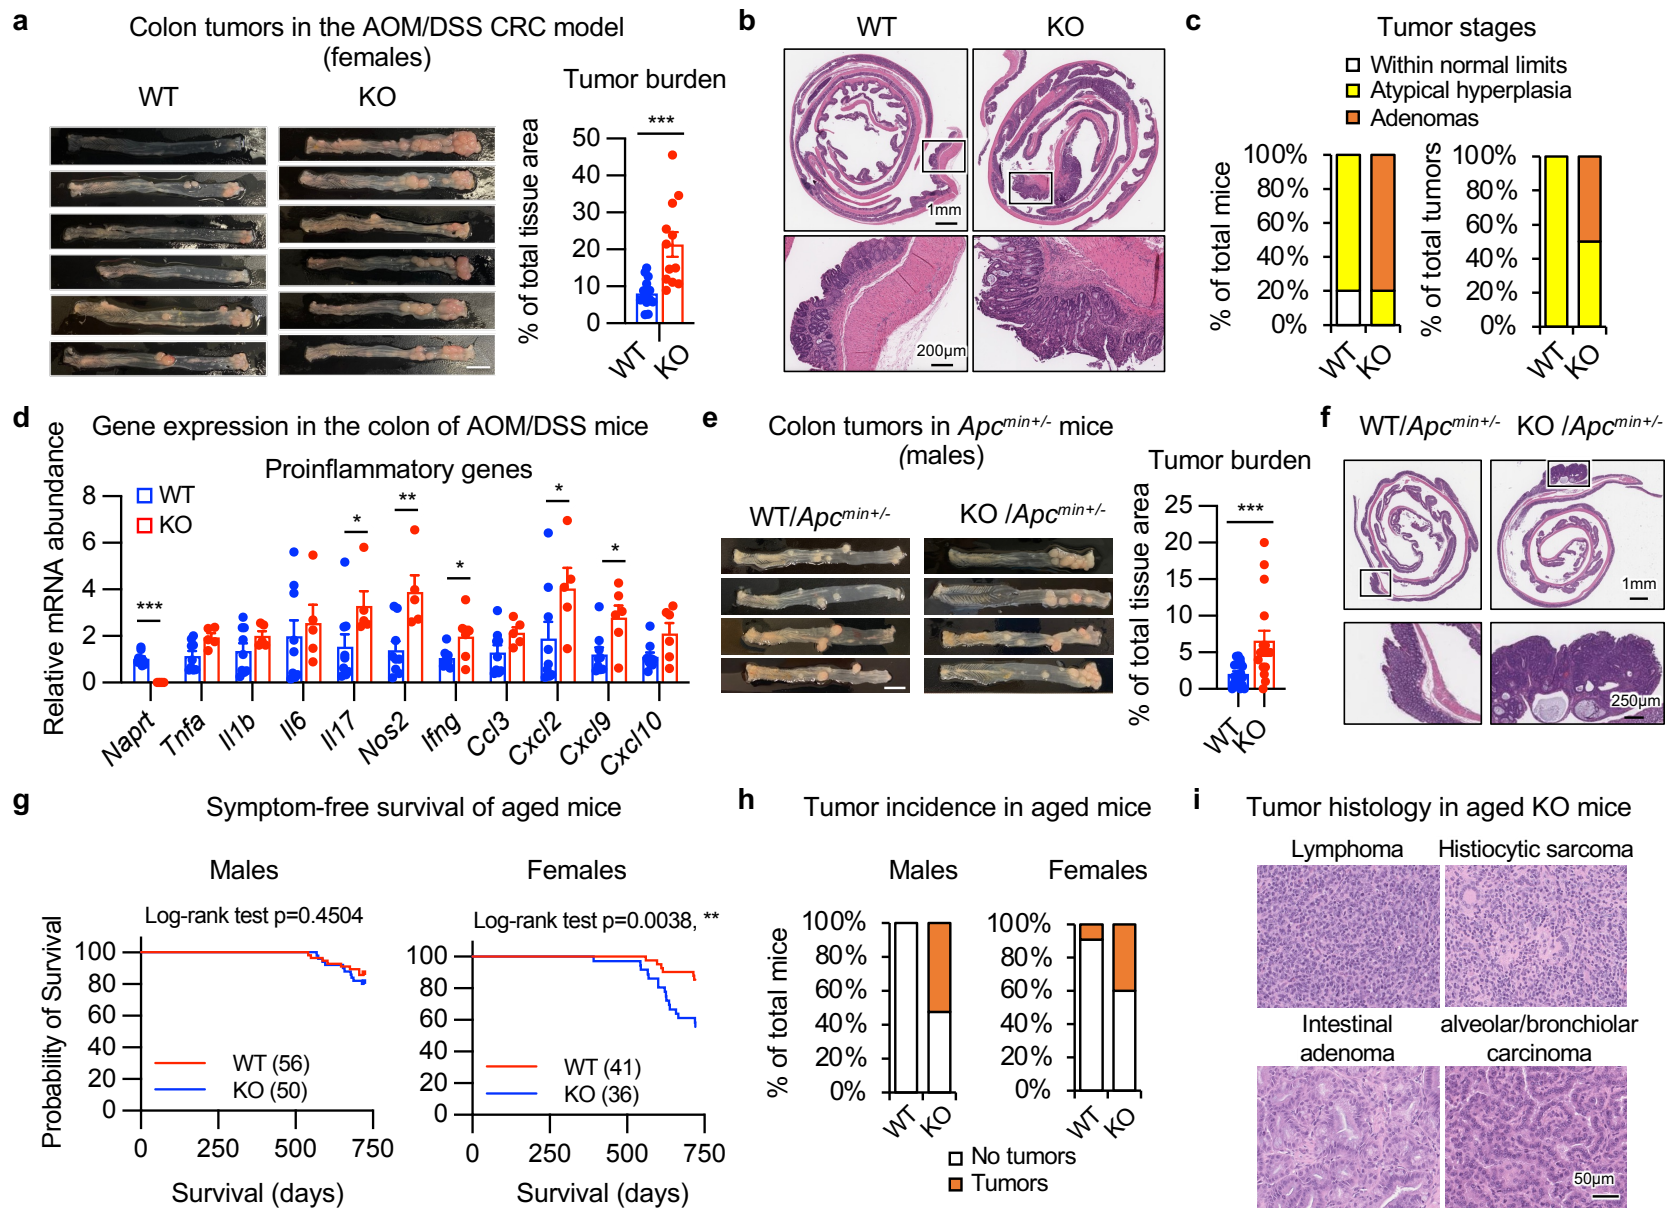 a
Colon tumors in the AOM/DSS CRC model
(females)
WT
KO
Tumor burden
% of total tissue area
50
40
30
20
10
0
***
WT
KO
b
WT
KO
1mm
200µm
c
Tumor stages
Within normal limits
Atypical hyperplasia
Adenomas
% of total mice
100%
80%
60%
40%
20%
0%
WT
KO
% of total tumors
100%
80%
60%
40%
20%
0%
WT
KO
d
Gene expression in the colon of AOM/DSS mice
Proinflammatory genes
Relative mRNA abundance
8
6
4
2
0
WT
KO
***
*
**
*
*
*
Naprt
Tnfa
Il1b
Il6
Il17
Nos2
Ifng
Ccl3
Cxcl2
Cxcl9
Cxcl10
e
Colon tumors in Apcmin+/- mice
(males)
WT/Apcmin+/-
KO /Apcmin+/-
Tumor burden
% of total tissue area
25
20
15
10
5
0
***
WT
KO
f
WT/Apcmin+/-
KO /Apcmin+/-
1mm
250µm
g
Symptom-free survival of aged mice
Males
Log-rank test p=0.4504
Probability of Survival
100
80
60
40
20
0
WT (56)
KO (50)
0
250
500
750
Survival (days)
Females
Log-rank test p=0.0038, **
100
80
60
40
20
0
WT (41)
KO (36)
0
250
500
750
Survival (days)
h
Tumor incidence in aged mice
Males
Females
% of total mice
100%
80%
60%
40%
20%
0%
WT
KO
100%
80%
60%
40%
20%
0%
WT
KO
No tumors
Tumors
i
Tumor histology in aged KO mice
Lymphoma
Histiocytic sarcoma
Intestinal
adenoma
alveolar/bronchiolar
carcinoma
50µm